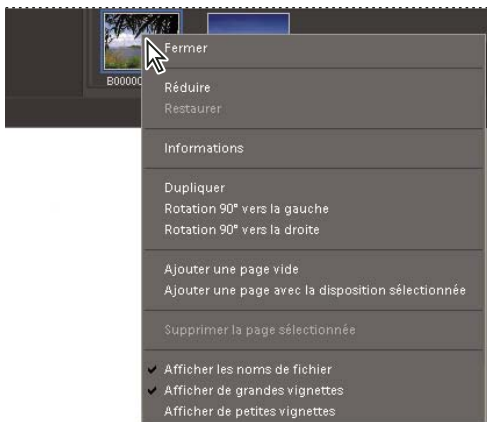 Fermer
B00000
Réduire
Restaurer
Informations
Dupliquer
Rotation 90° vers la gauche
Rotation 90° vers la droite
Ajouter une page vide
Ajouter une page avec la disposition sélectionnée
Supprimer la page sélectionnée
Afficher les noms de fichier
Afficher de grandes vignettes
Afficher de petites vignettes